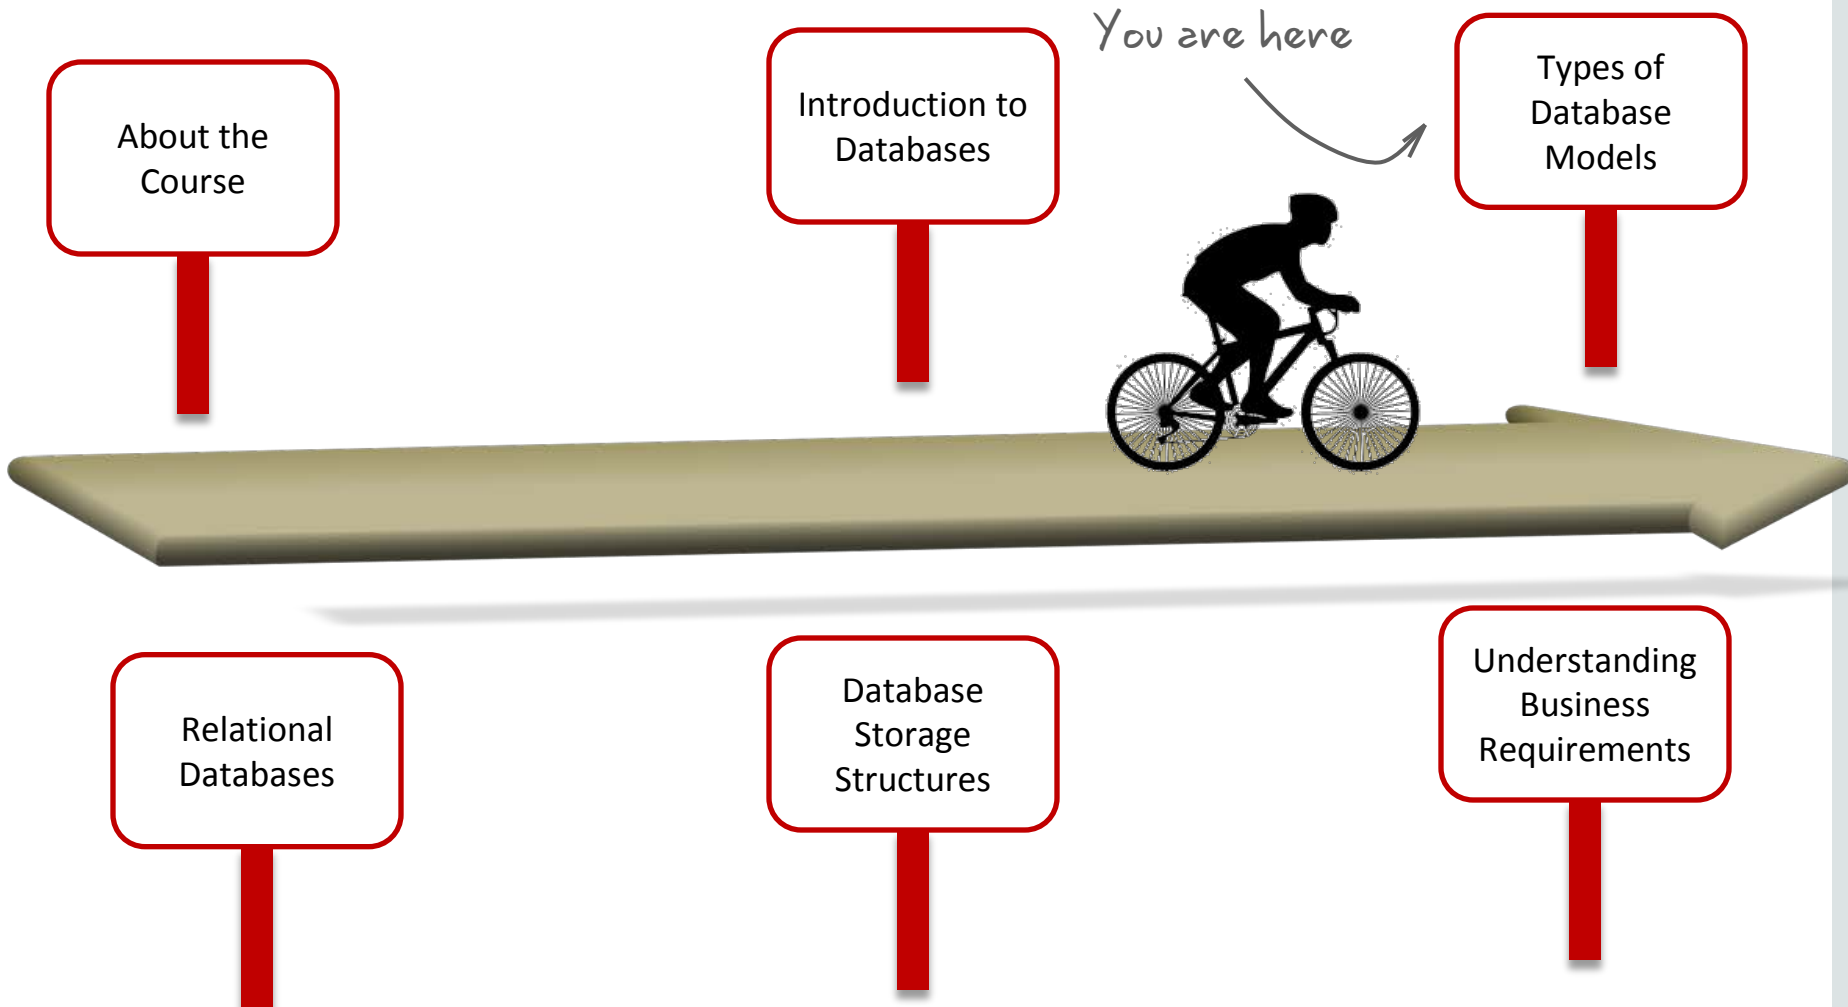 You are here
About the
Course
Introduction to
Databases
Types of
Database
Models
Relational
Databases
Database
Storage
Structures
Understanding
Business
Requirements